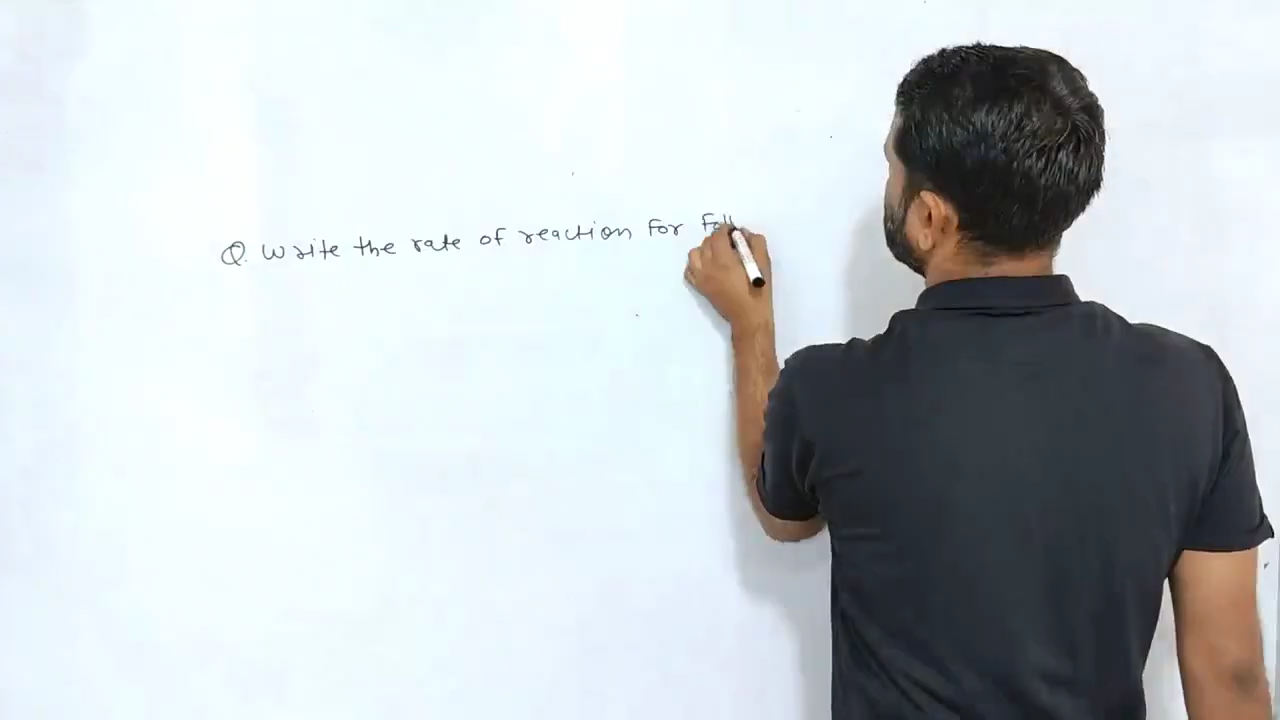 Q. Write the rate of reaction For Foll